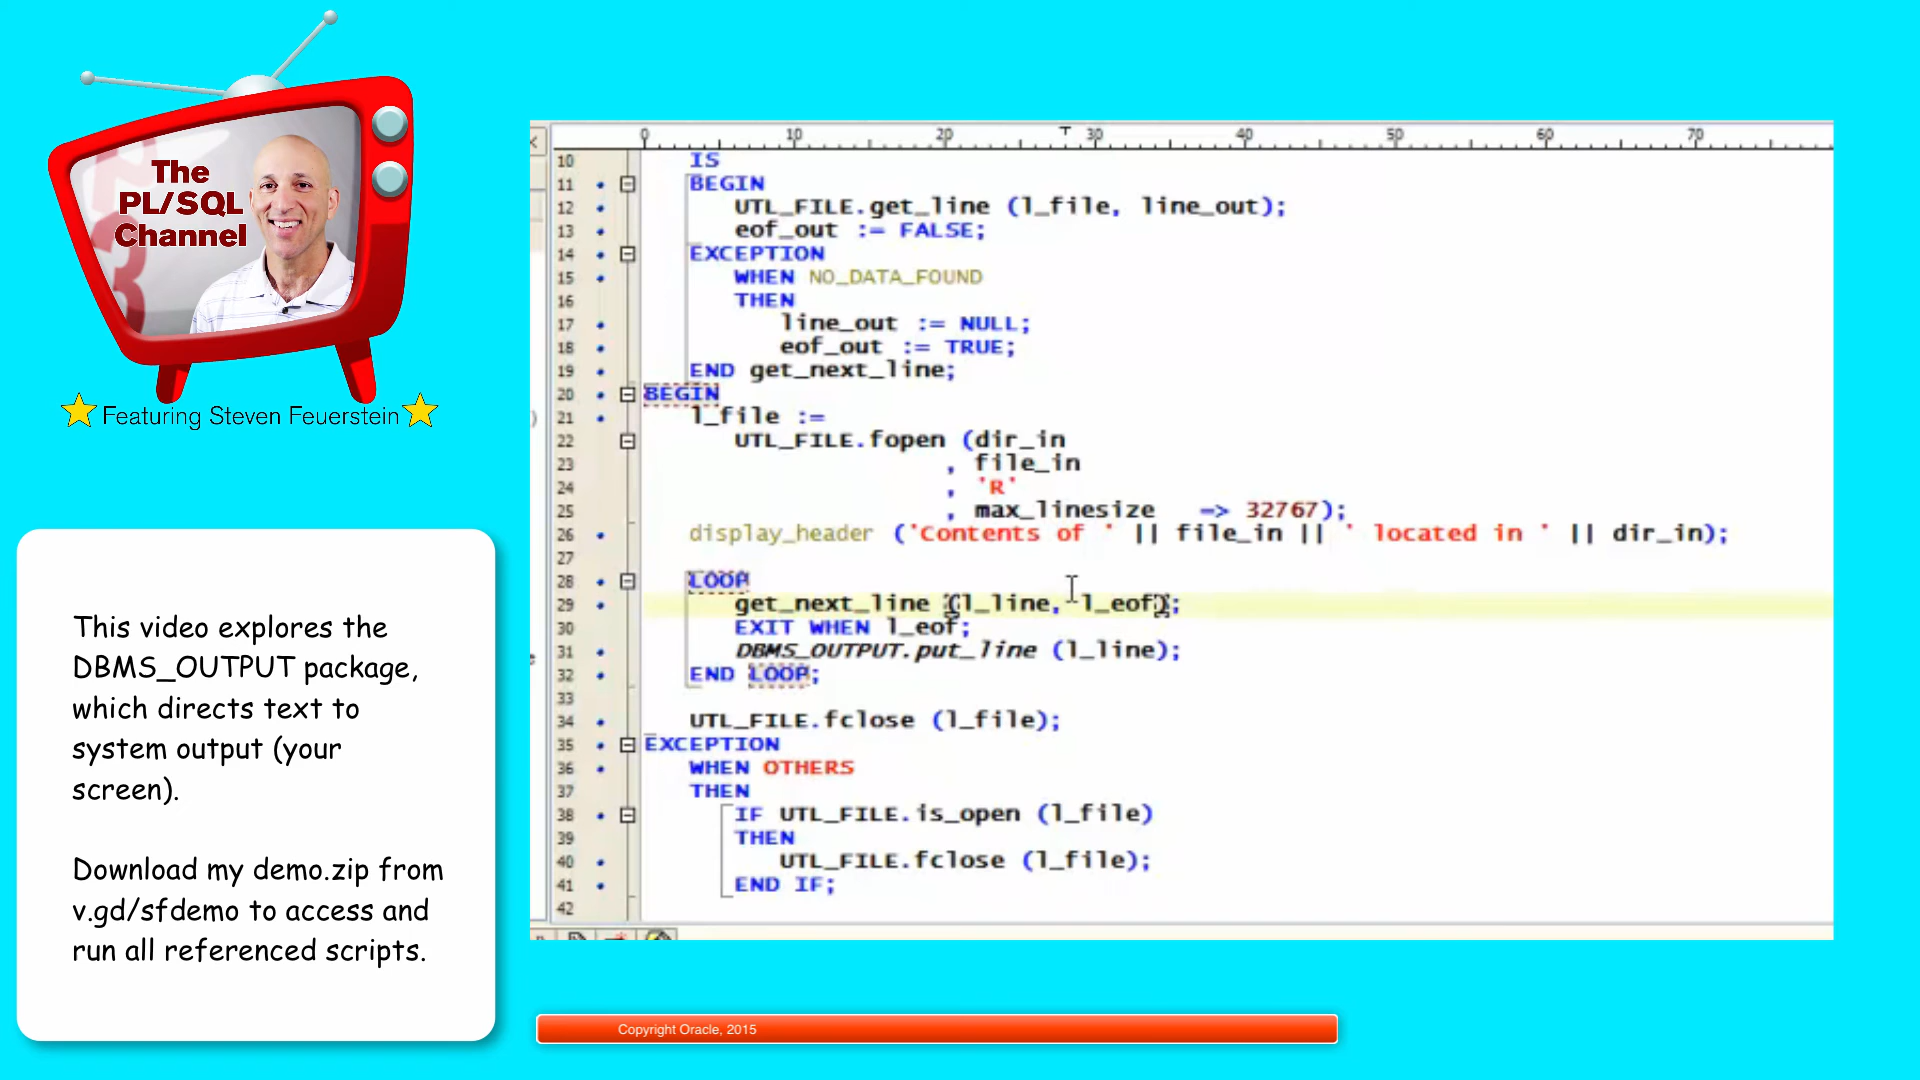 The
PL/SQL
Channel
Featuring Steven Feuerstein
This video explores the
DBMS_OUTPUT package,
which directs text to
system output (your
screen).
Download my demo.zip from
v.gd/sfdemo to access and
run all referenced scripts.
0 10 20 30 40 50 60 70
10 IS
11 BEGIN
12 UTL_FILE.get_line (l_file, line_out);
13 eof_out := FALSE;
14 EXCEPTION
15 WHEN NO_DATA_FOUND
16 THEN
17 line_out := NULL;
18 eof_out := TRUE;
19 END get_next_line;
20 BEGIN
21 l_file :=
22 UTL_FILE.fopen (dir_in
23 , file_in
24 , 'R'
25 , max_linesize => 32767);
26 display_header ('Contents of ' || file_in || ' located in ' || dir_in);
27
28 LOOP
29 get_next_line (l_line, l_eof);
30 EXIT WHEN l_eof;
31 DBMS_OUTPUT.put_line (l_line);
32 END LOOP;
33
34 UTL_FILE.fclose (l_file);
35 EXCEPTION
36 WHEN OTHERS
37 THEN
38 IF UTL_FILE.is_open (l_file)
39 THEN
40 UTL_FILE.fclose (l_file);
41 END IF;
42
Copyright Oracle, 2015